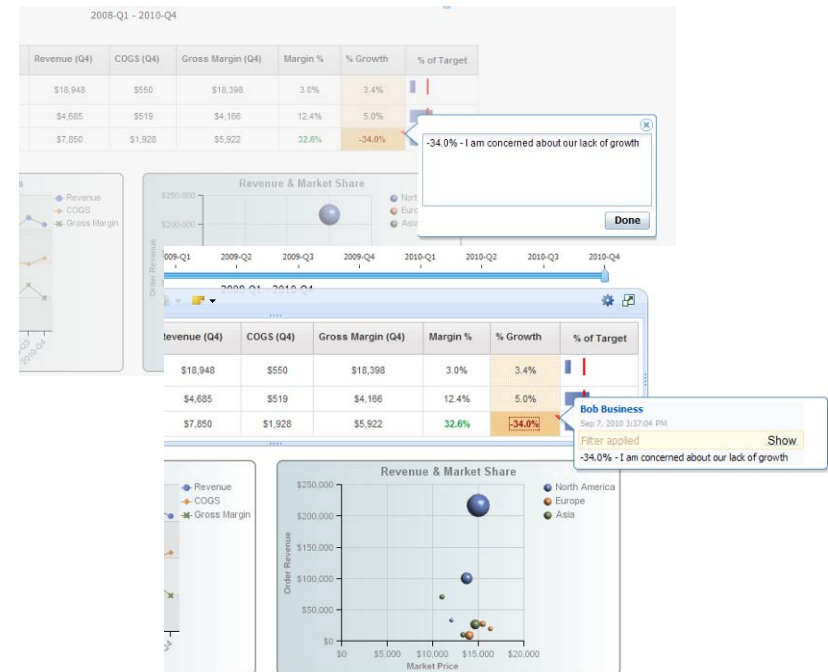 2008-Q1 - 2010-Q4
Revenue (Q4) COGS (Q4) Gross Margin (Q4) Margin % % Growth % of Target
$18,948 $550 $18,398 3.0% 3.4%
$4,685 $519 $4,166 12.4% 5.0%
$7,850 $1,928 $5,922 32.6% -34.0%
-34.0% - I am concerned about our lack of growth
Done
Revenue
COGS
Gross Margin
Revenue & Market Share
$250,000
$200,000
Order Revenue
2010-Q4
2009-Q1 2009-Q2 2009-Q3 2009-Q4 2010-Q1 2010-Q2 2010-Q3 2010-Q4
2008-Q1 - 2010-Q4
Revenue (Q4) COGS (Q4) Gross Margin (Q4) Margin % % Growth % of Target
$18,948 $550 $18,398 3.0% 3.4%
$4,685 $519 $4,166 12.4% 5.0%
$7,850 $1,928 $5,922 32.6% -34.0%
Bob Business
Sep 7, 2010 3:37:04 PM
Filter applied Show
-34.0% - I am concerned about our lack of growth
Revenue
COGS
Gross Margin
Revenue & Market Share
North America
Europe
Asia
Order Revenue
$250,000
$200,000
$150,000
$100,000
$50,000
$0
$0 $5,000 $10,000 $15,000 $20,000
Market Price